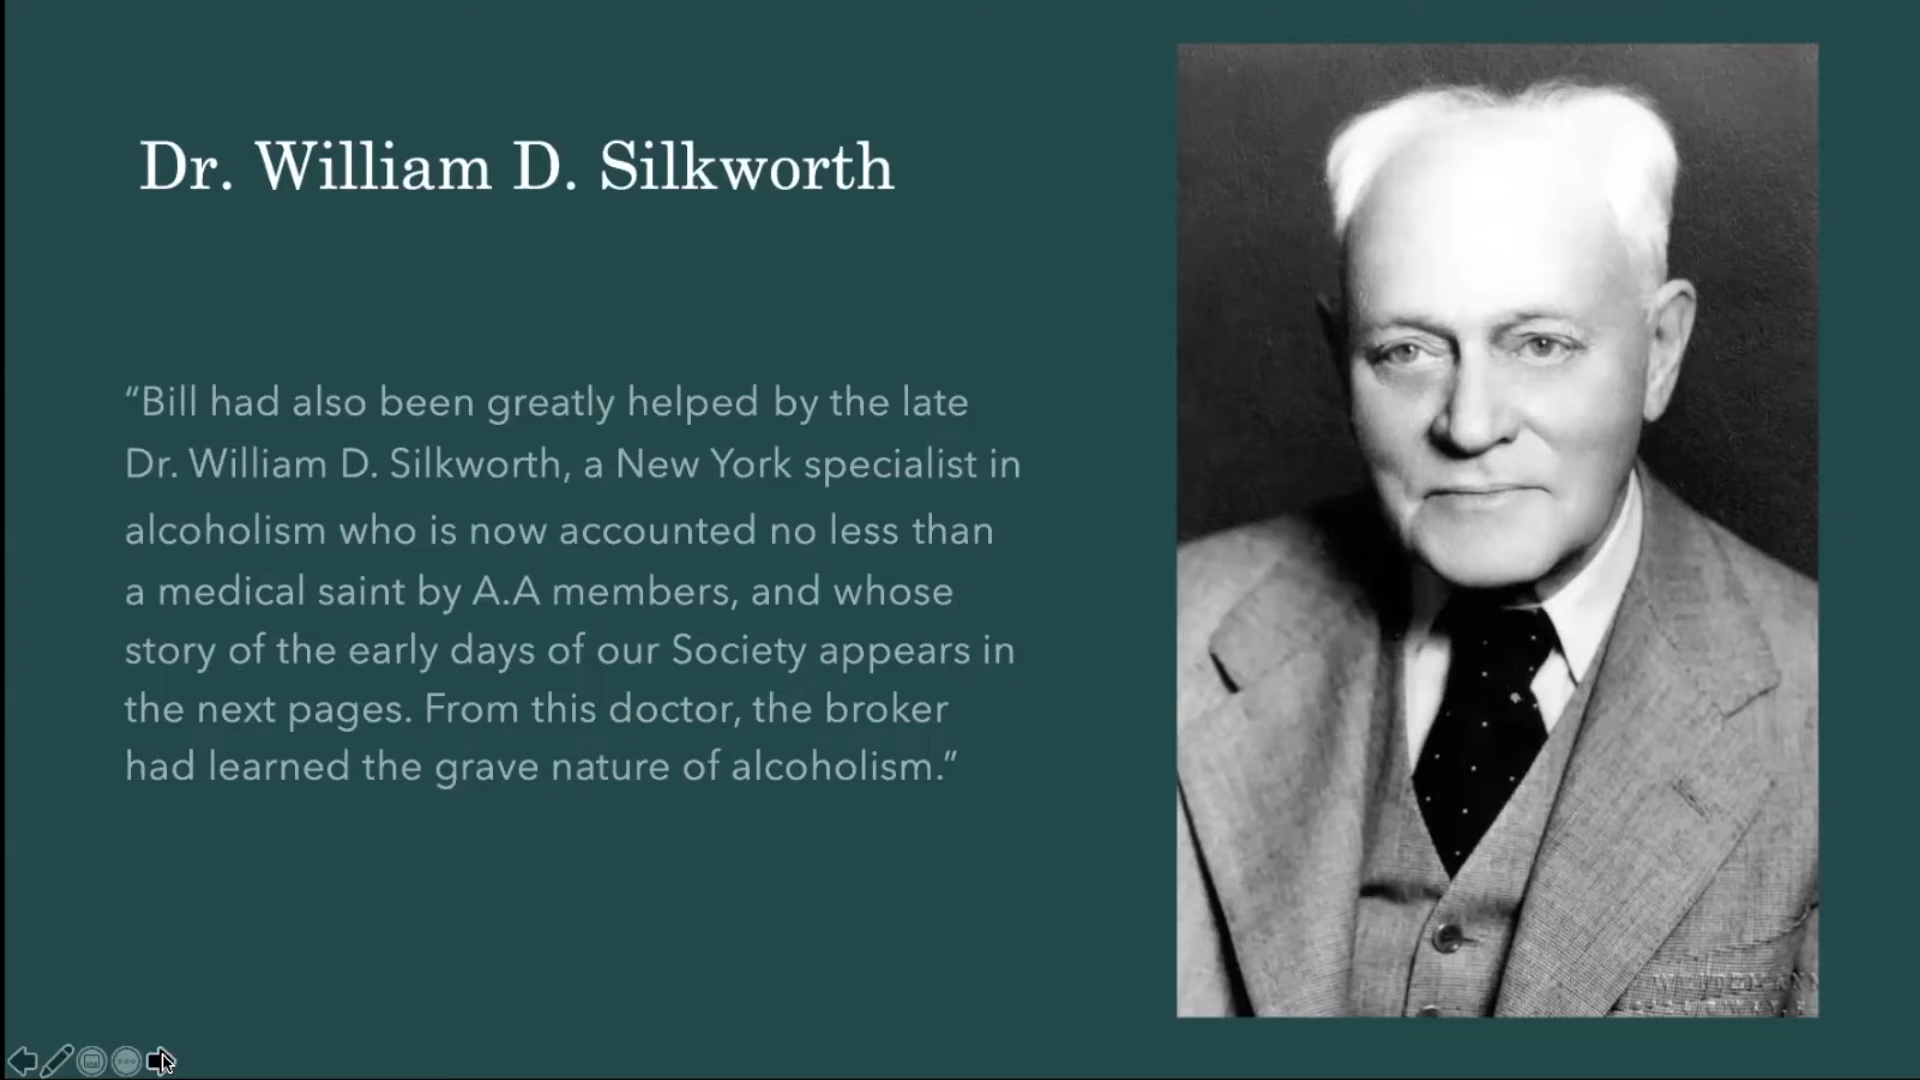 Dr. William D. Silkworth
“Bill had also been greatly helped by the late
Dr. William D. Silkworth, a New York specialist in
alcoholism who is now accounted no less than
a medical saint by A.A members, and whose
story of the early days of our Society appears in
the next pages. From this doctor, the broker
had learned the grave nature of alcoholism.”